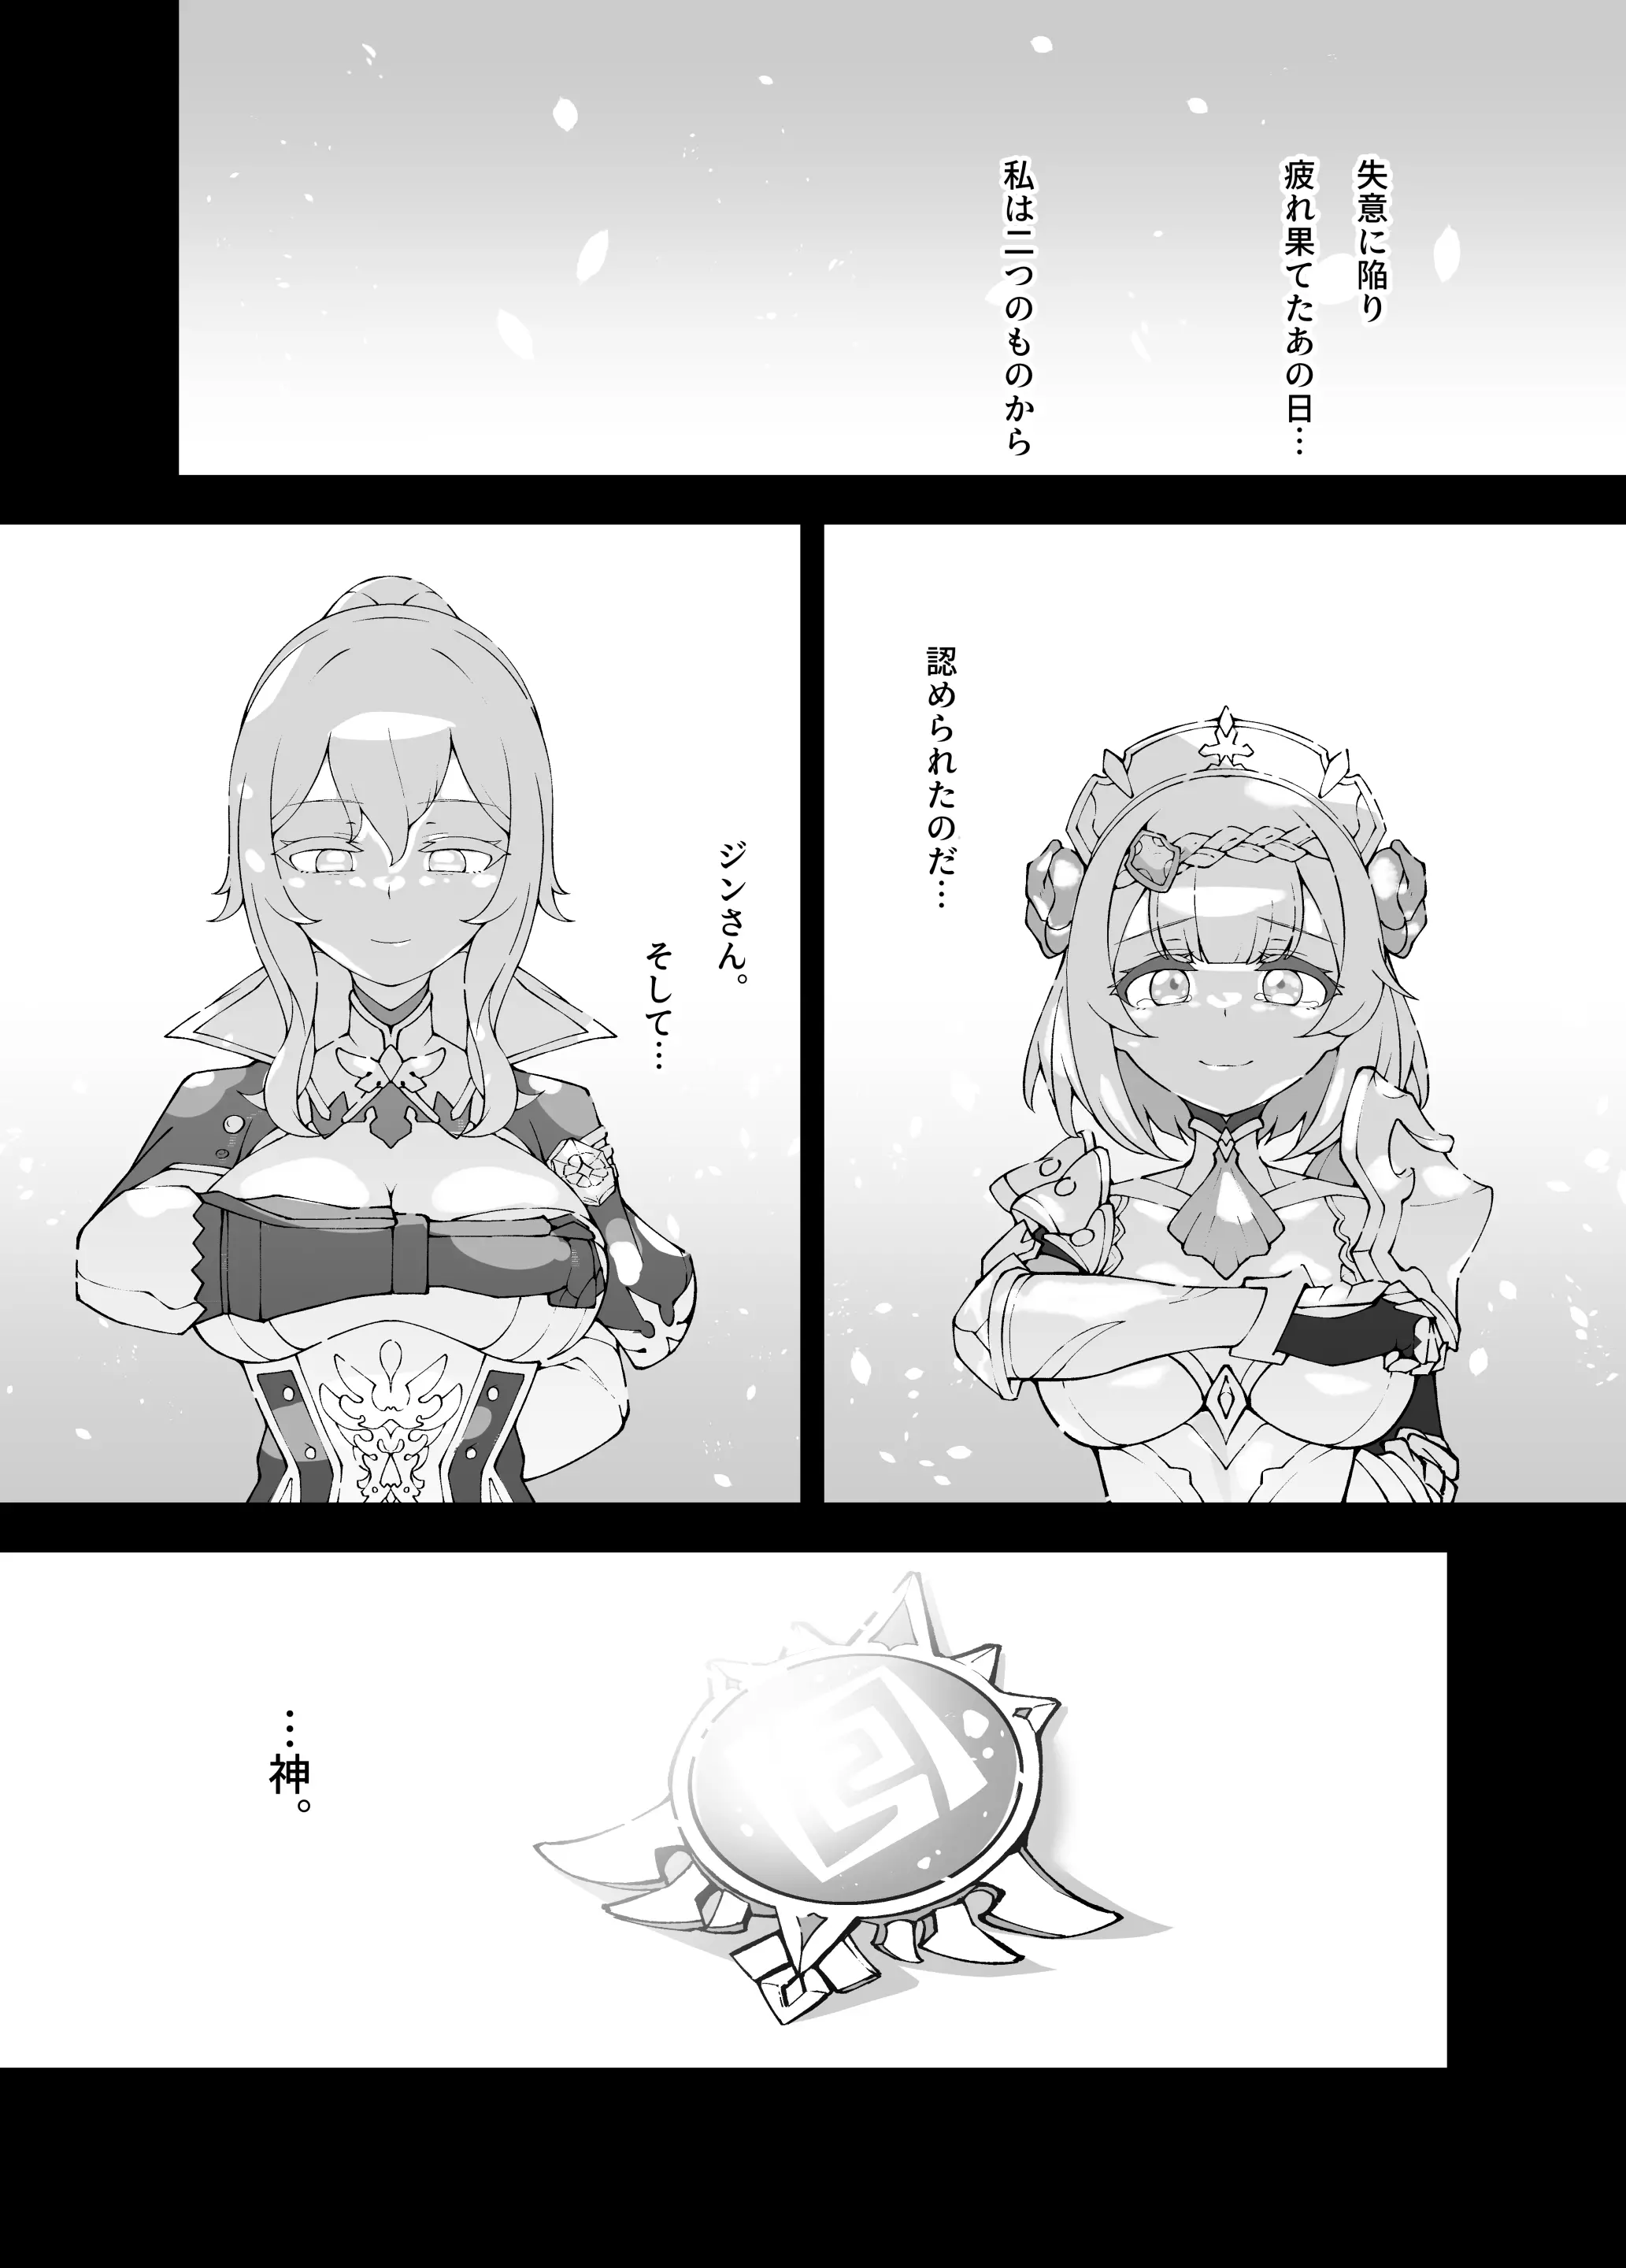 失意に陥り
疲れ果てたあの日…
私は二つのものから
認められたのだ…
ジンさん。
そして…
…神。